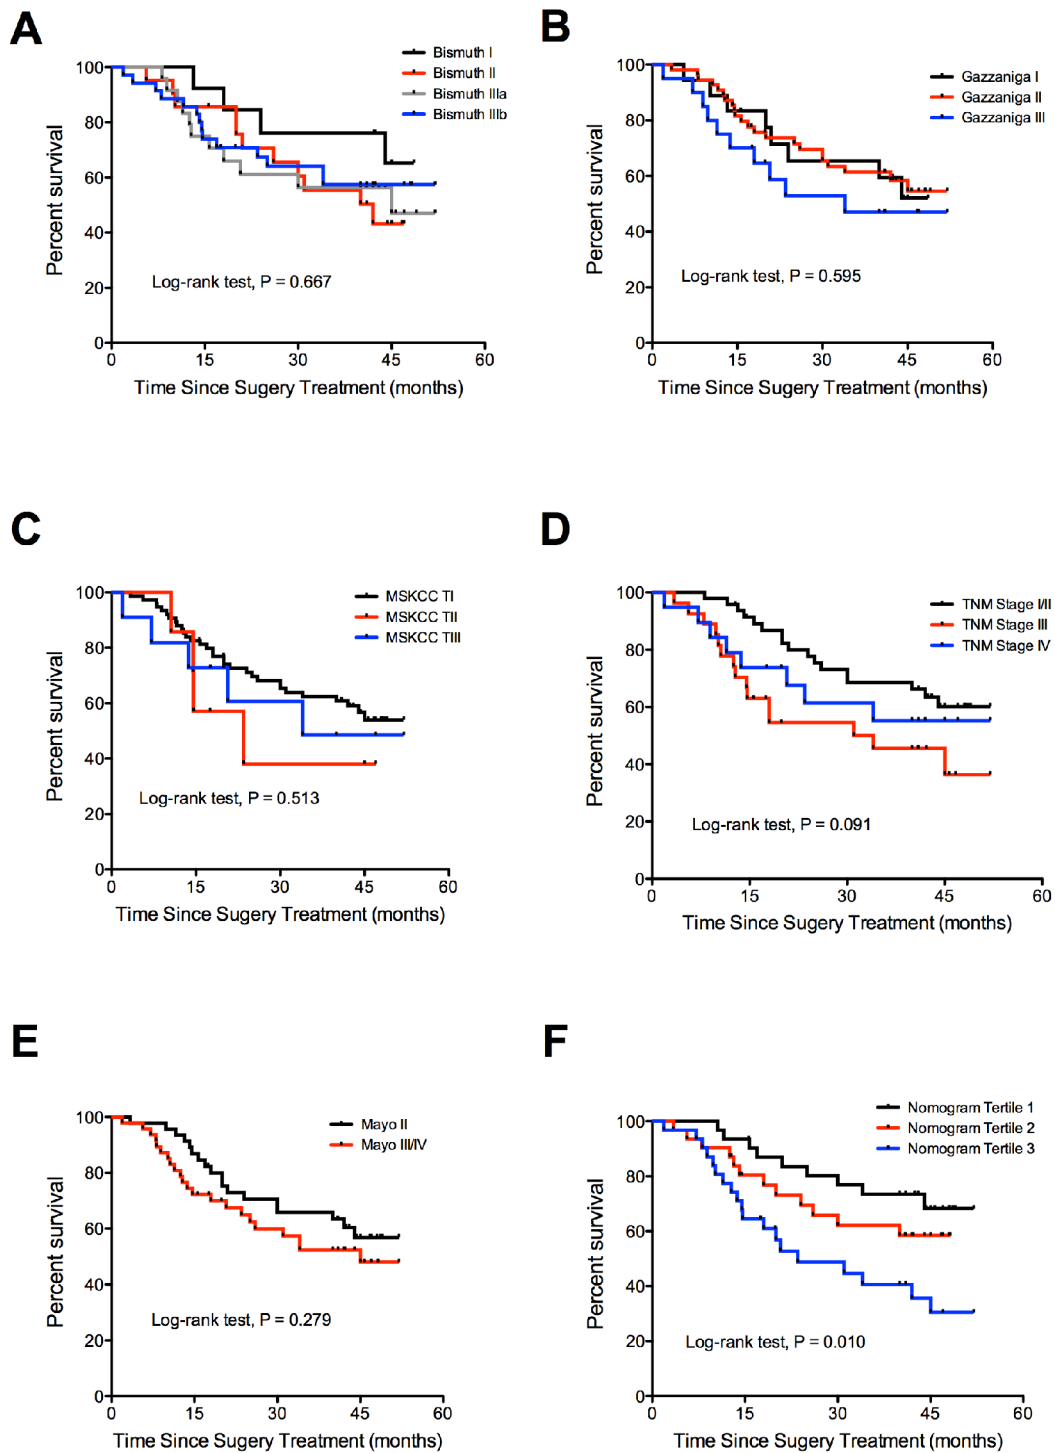 A
Bismuth I
Bismuth II
Bismuth IIIa
Bismuth IIIb
100
80
60
40
20
0
Percent survival
Log-rank test, P = 0.667
0 15 30 45 60
Time Since Sugery Treatment (months)
B
Gazzaniga I
Gazzaniga II
Gazzaniga III
100
80
60
40
20
0
Percent survival
Log-rank test, P = 0.595
0 15 30 45 60
Time Since Sugery Treatment (months)
C
MSKCC TI
MSKCC TII
MSKCC TIII
100
80
60
40
20
0
Percent survival
Log-rank test, P = 0.513
0 15 30 45 60
Time Since Sugery Treatment (months)
D
TNM Stage I/II
TNM Stage III
TNM Stage IV
100
80
60
40
20
0
Percent survival
Log-rank test, P = 0.091
0 15 30 45 60
Time Since Sugery Treatment (months)
E
Mayo II
Mayo III/IV
100
80
60
40
20
0
Percent survival
Log-rank test, P = 0.279
0 15 30 45 60
Time Since Sugery Treatment (months)
F
Nomogram Tertile 1
Nomogram Tertile 2
Nomogram Tertile 3
100
80
60
40
20
0
Percent survival
Log-rank test, P = 0.010
0 15 30 45 60
Time Since Sugery Treatment (months)